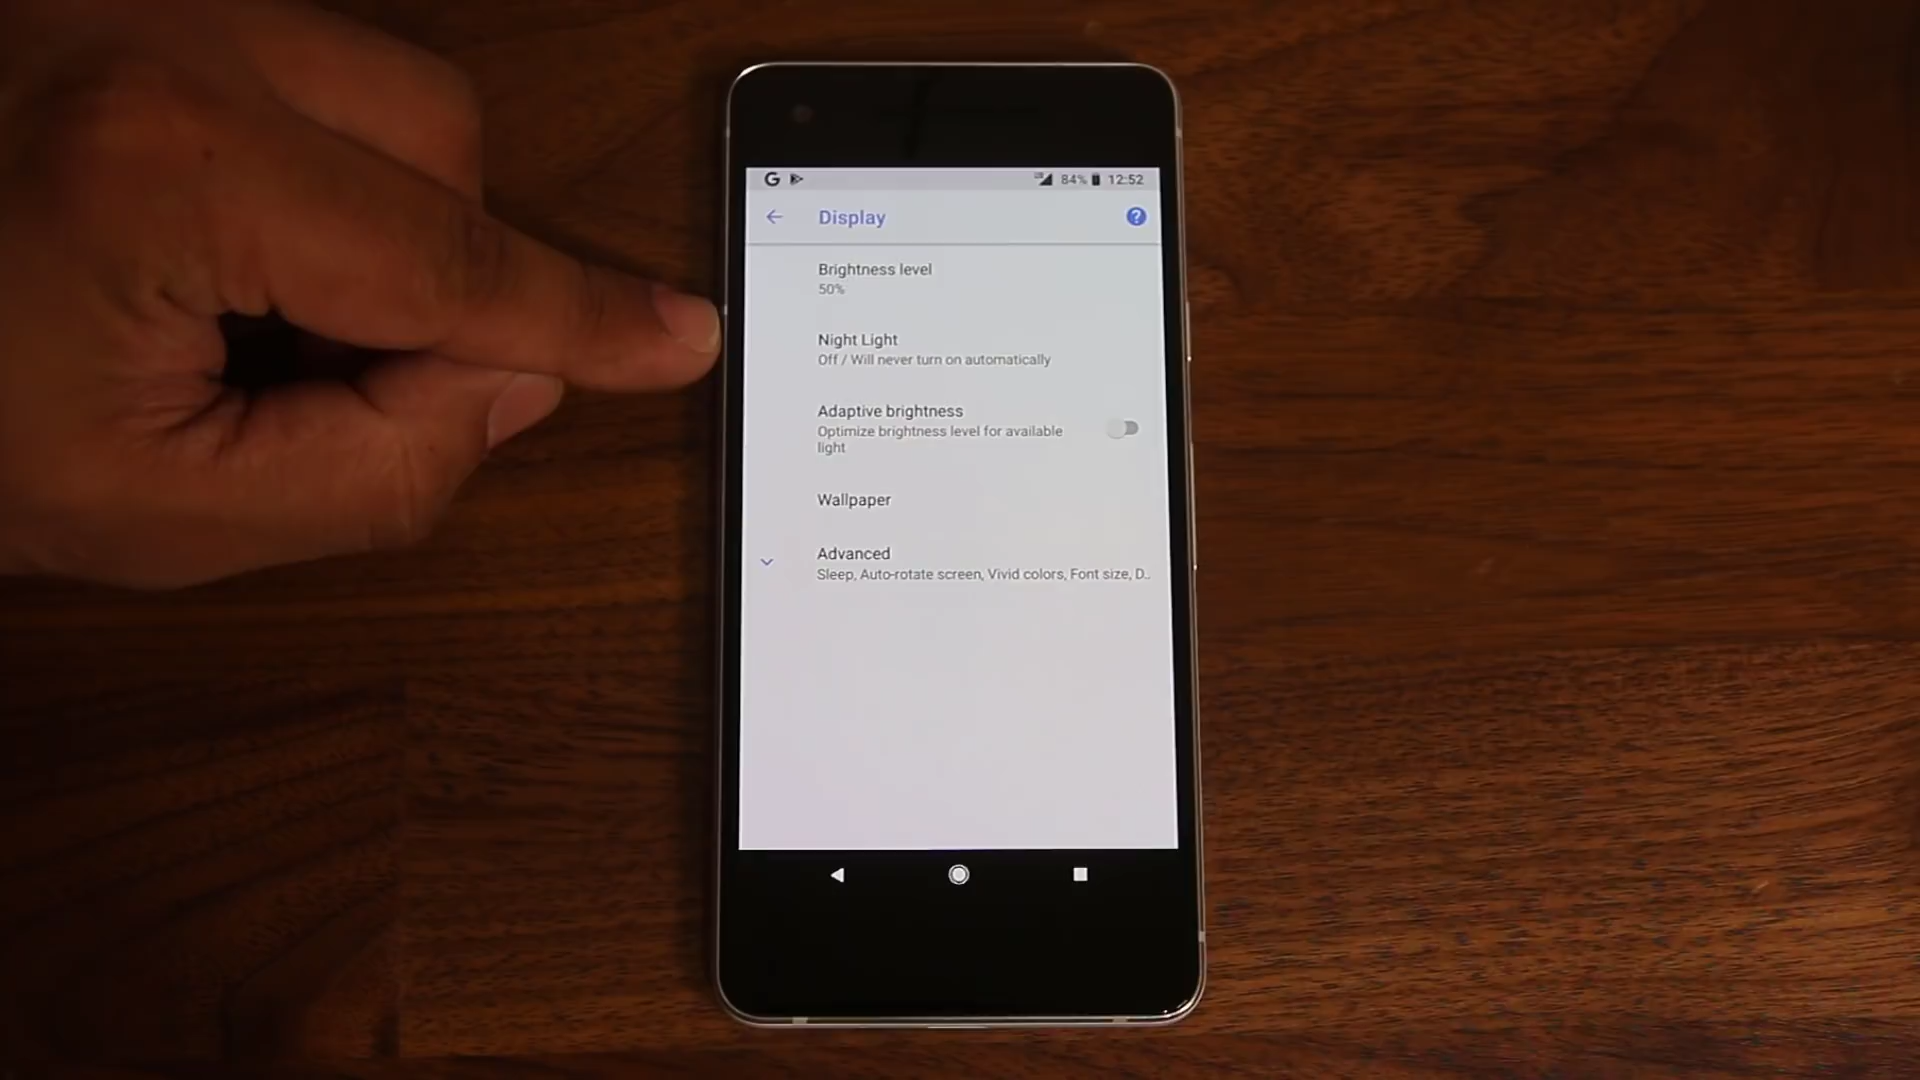 G 84% 12:52
Display
Brightness level
50%
Night Light
Off / Will never turn on automatically
Adaptive brightness
Optimize brightness level for available
light
Wallpaper
Advanced
Sleep, Auto-rotate screen, Vivid colors, Font size, D..